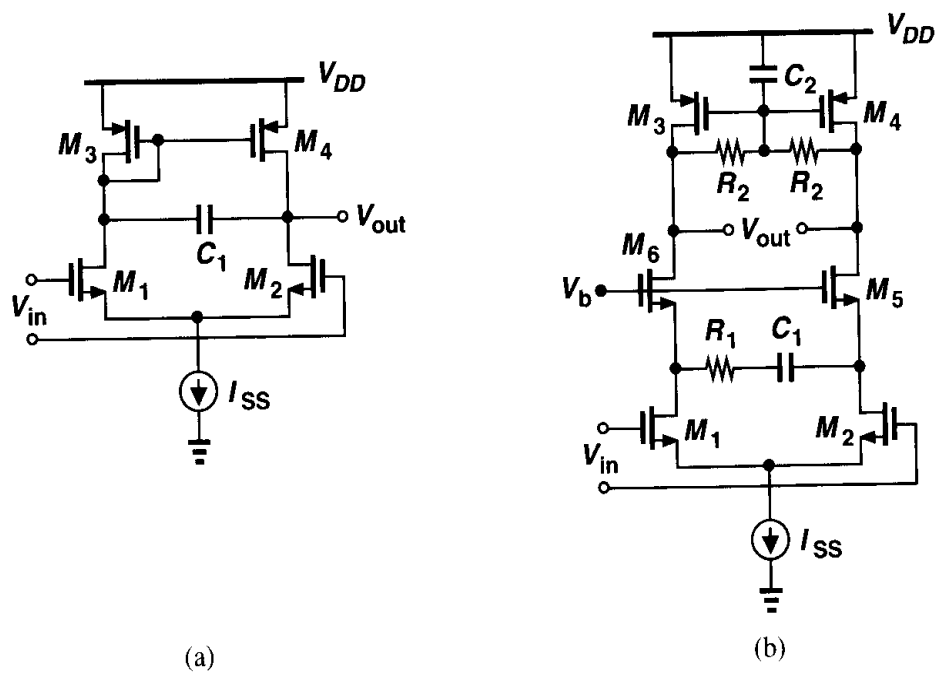 V_DD
M_3
M_4
C_1
V_out
M_1
M_2
V_in
I_SS
(a)
V_DD
C_2
M_3
M_4
R_2
R_2
V_out
M_6
V_b
M_5
R_1
C_1
M_1
M_2
V_in
I_SS
(b)